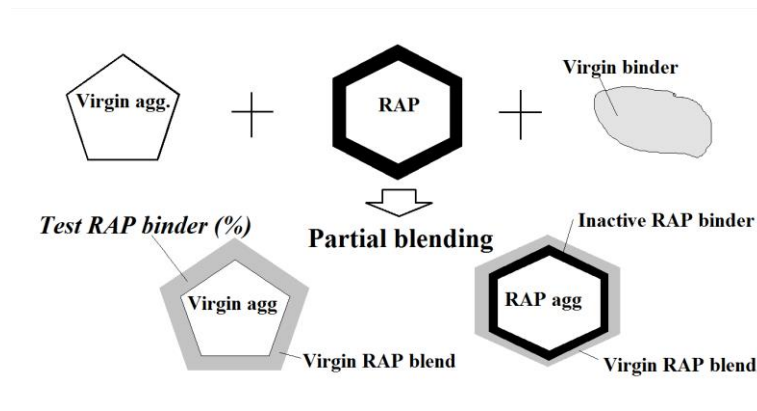 Virgin binder
Virgin agg.
RAP
Test RAP binder (%)
Partial blending
Inactive RAP binder
Virgin agg
RAP agg
Virgin RAP blend
Virgin RAP blend